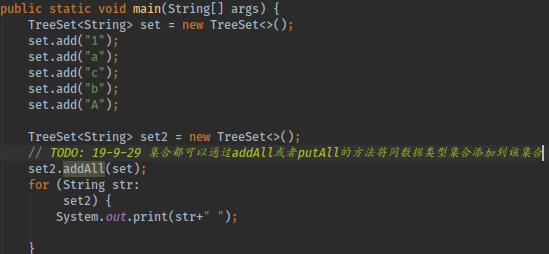 public static void main(String[] args) {
TreeSet<String> set = new TreeSet<>();
set.add("1");
set.add("a");
set.add("c");
set.add("b");
set.add("A");
TreeSet<String> set2 = new TreeSet<>();
// TODO: 19-9-29 集合都可以通过addAll或者putAll的方法将同数据类型集合添加到该集合
set2.addAll(set);
for (String str:
set2) {
System.out.print(str+" ");
}